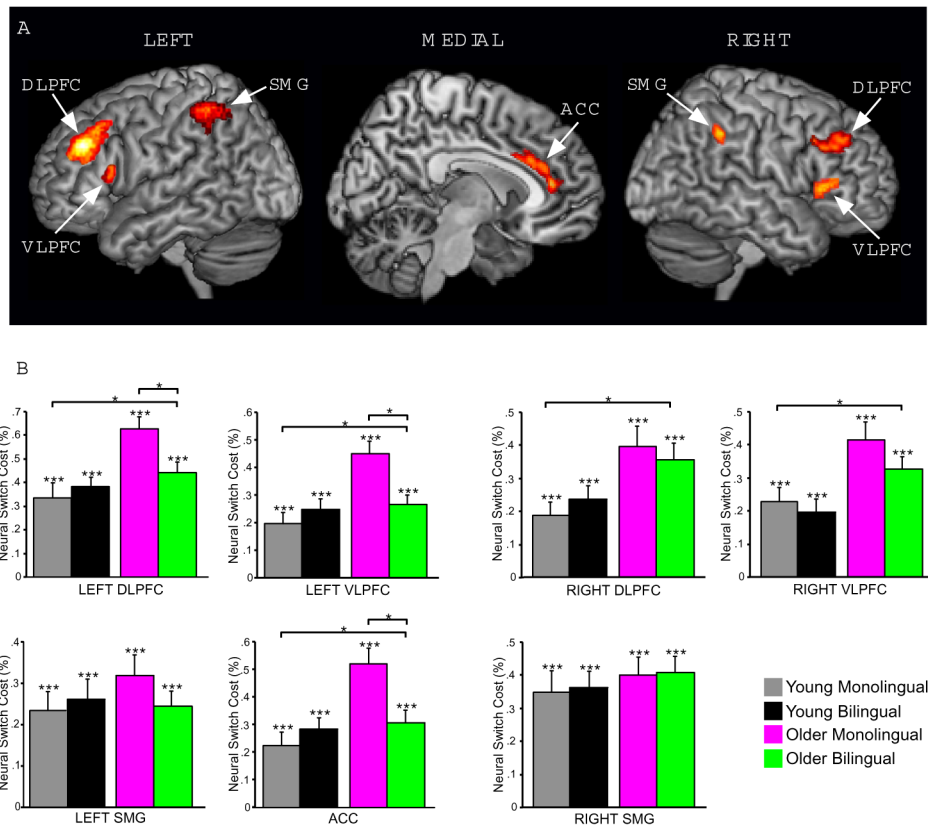 A
LEFT
MEDIAL
RIGHT
DLPFC
SMG
VLPFC
ACC
SMG
DLPFC
VLPFC
B
Neural Switch Cost (%)
.7
.6
.5
.4
.3
.2
.1
0
*
*
***
***
***
***
LEFT DLPFC
Neural Switch Cost (%)
.6
.5
.4
.3
.2
.1
0
*
*
***
***
***
***
LEFT VLPFC
Neural Switch Cost (%)
.5
.4
.3
.2
.1
0
*
***
***
***
***
RIGHT DLPFC
Neural Switch Cost (%)
.5
.4
.3
.2
.1
0
*
***
***
***
***
RIGHT VLPFC
Neural Switch Cost (%)
.4
.3
.2
.1
0
***
***
***
***
LEFT SMG
Neural Switch Cost (%)
.6
.5
.4
.3
.2
.1
0
*
*
***
***
***
***
ACC
Neural Switch Cost (%)
.5
.4
.3
.2
.1
0
***
***
***
***
RIGHT SMG
Young Monolingual
Young Bilingual
Older Monolingual
Older Bilingual